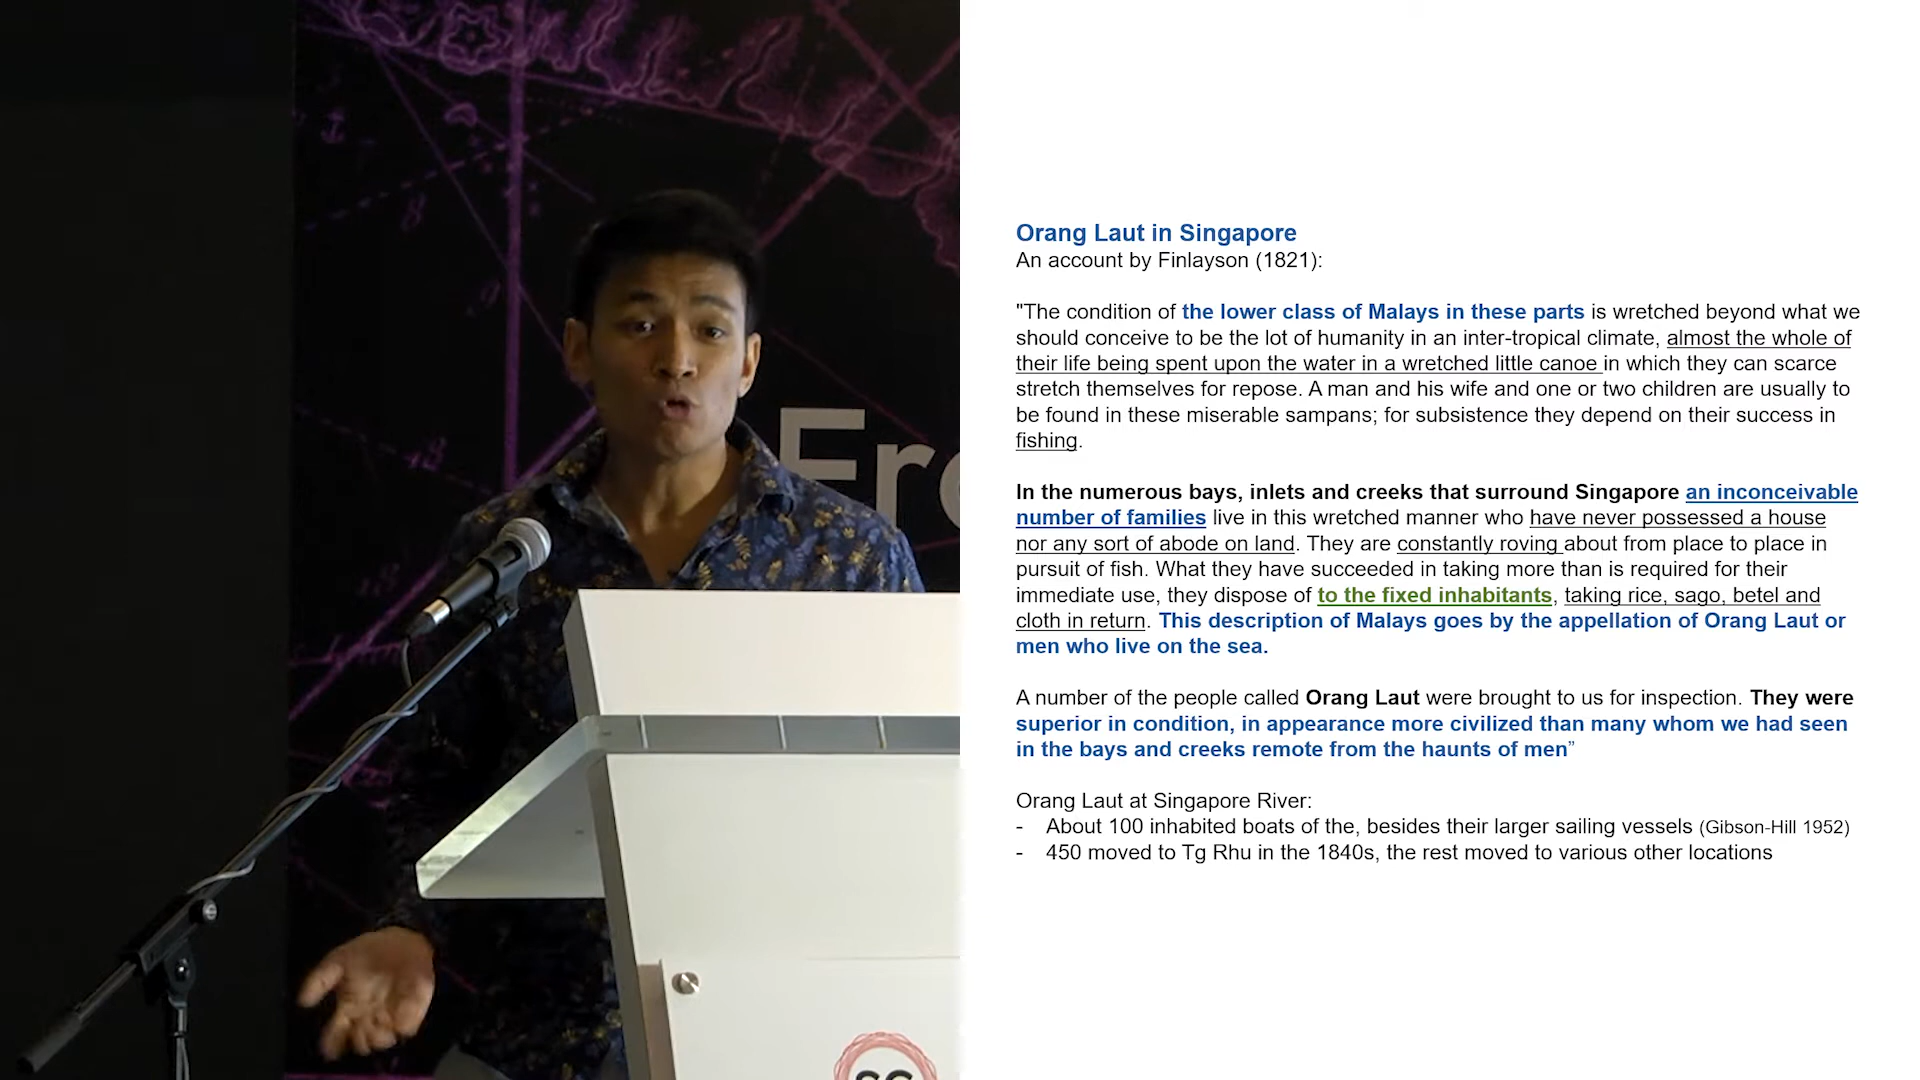 Fre
SG
Orang Laut in Singapore
An account by Finlayson (1821):
"The condition of the lower class of Malays in these parts is wretched beyond what we
should conceive to be the lot of humanity in an inter-tropical climate, almost the whole of
their life being spent upon the water in a wretched little canoe in which they can scarce
stretch themselves for repose. A man and his wife and one or two children are usually to
be found in these miserable sampans; for subsistence they depend on their success in
fishing.
In the numerous bays, inlets and creeks that surround Singapore an inconceivable
number of families live in this wretched manner who have never possessed a house
nor any sort of abode on land. They are constantly roving about from place to place in
pursuit of fish. What they have succeeded in taking more than is required for their
immediate use, they dispose of to the fixed inhabitants, taking rice, sago, betel and
cloth in return. This description of Malays goes by the appellation of Orang Laut or
men who live on the sea.
A number of the people called Orang Laut were brought to us for inspection. They were
superior in condition, in appearance more civilized than many whom we had seen
in the bays and creeks remote from the haunts of men”
Orang Laut at Singapore River:
- About 100 inhabited boats of the, besides their larger sailing vessels (Gibson-Hill 1952)
- 450 moved to Tg Rhu in the 1840s, the rest moved to various other locations